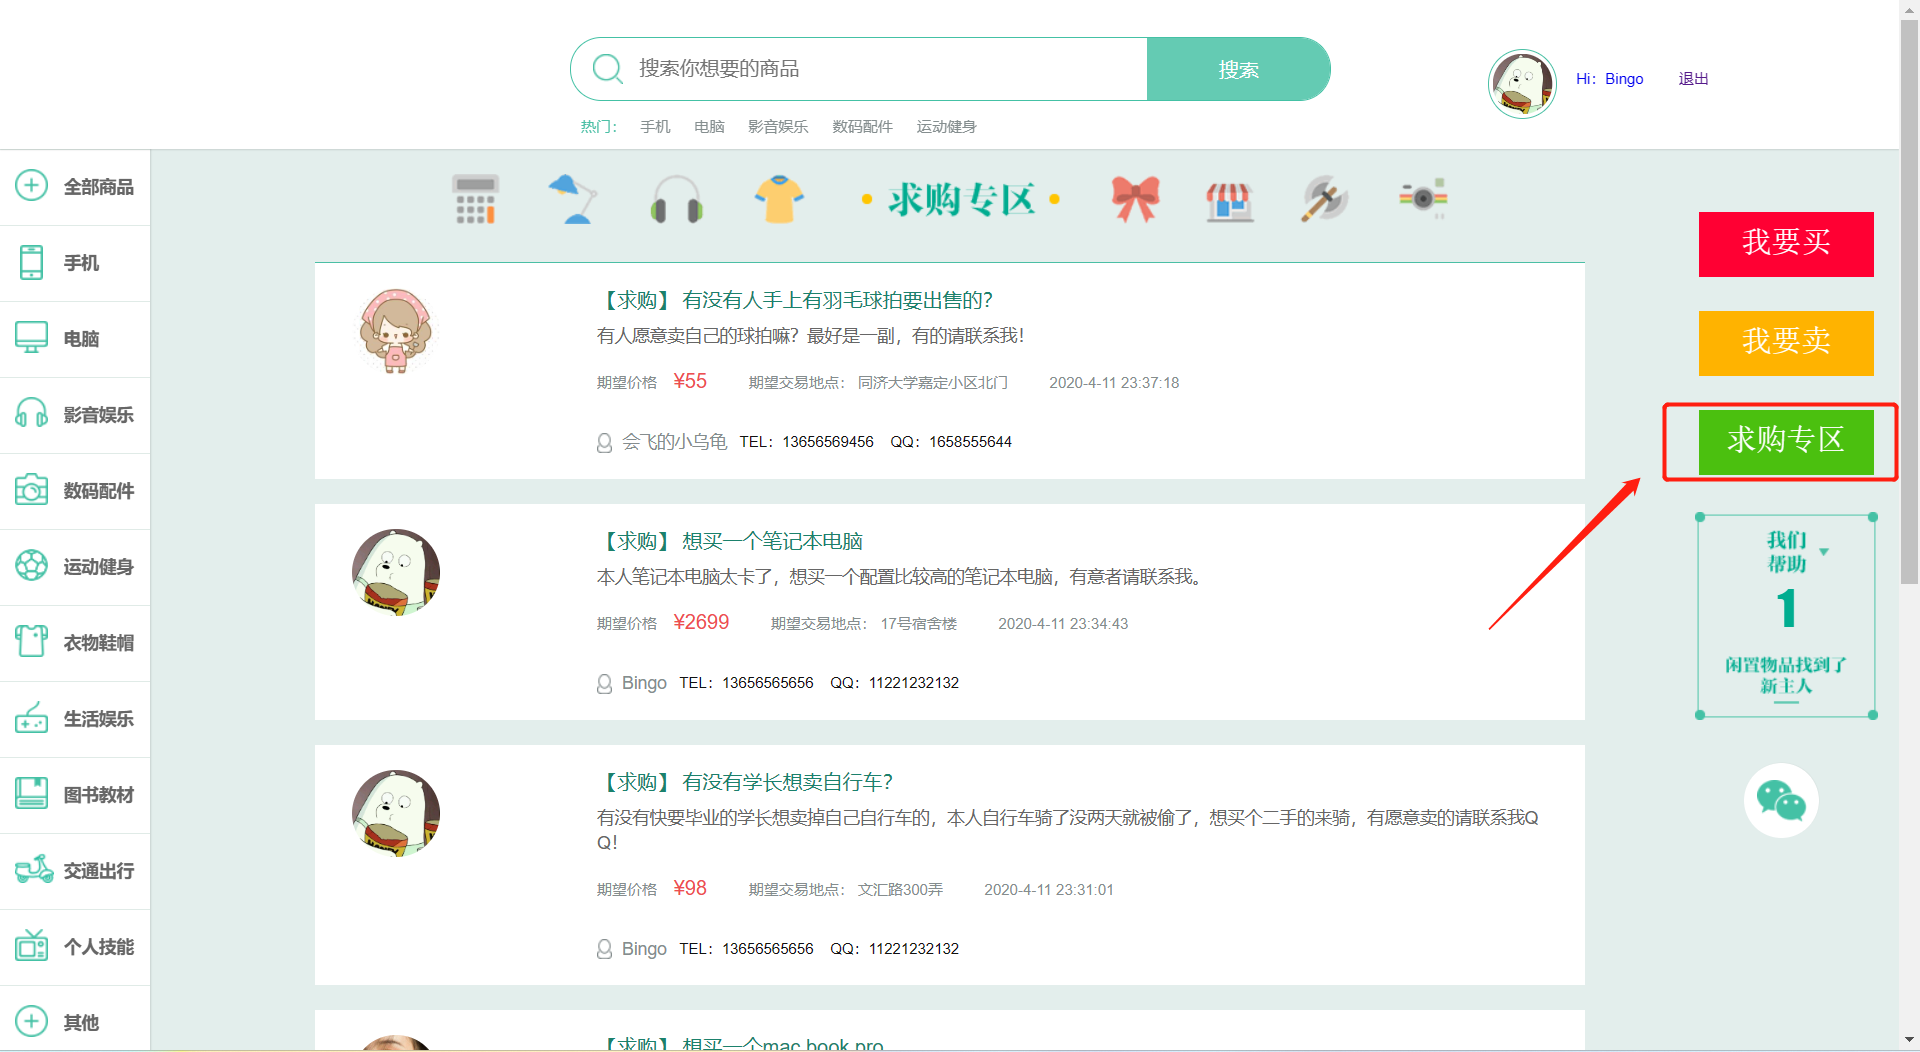 搜索你想要的商品
搜索
Hi：Bingo
退出
热门：
手机
电脑
影音娱乐
数码配件
运动健身
全部商品
手机
电脑
影音娱乐
数码配件
运动健身
衣物鞋帽
生活娱乐
图书教材
交通出行
个人技能
其他
求购专区
【求购】 有没有人手上有羽毛球拍要出售的？
有人愿意卖自己的球拍嘛？最好是一副，有的请联系我！
期望价格 ¥55 期望交易地点： 同济大学嘉定小区北门 2020-4-11 23:37:18
会飞的小乌龟 TEL：13656569456 QQ：1658555644
【求购】 想买一个笔记本电脑
本人笔记本电脑太卡了，想买一个配置比较高的笔记本电脑，有意者请联系我。
期望价格 ¥2699 期望交易地点： 17号宿舍楼 2020-4-11 23:34:43
Bingo TEL：13656565656 QQ：11221232132
【求购】 有没有学长想卖自行车？
有没有快要毕业的学长想卖掉自己自行车的，本人自行车骑了没两天就被偷了，想买个二手的来骑，有愿意卖的请联系我Q
Q！
期望价格 ¥98 期望交易地点： 文汇路300弄 2020-4-11 23:31:01
Bingo TEL：13656565656 QQ：11221232132
【求购】 想买一个mac book pro
我要买
我要卖
求购专区
我们
帮助
1
闲置物品找到了
新主人